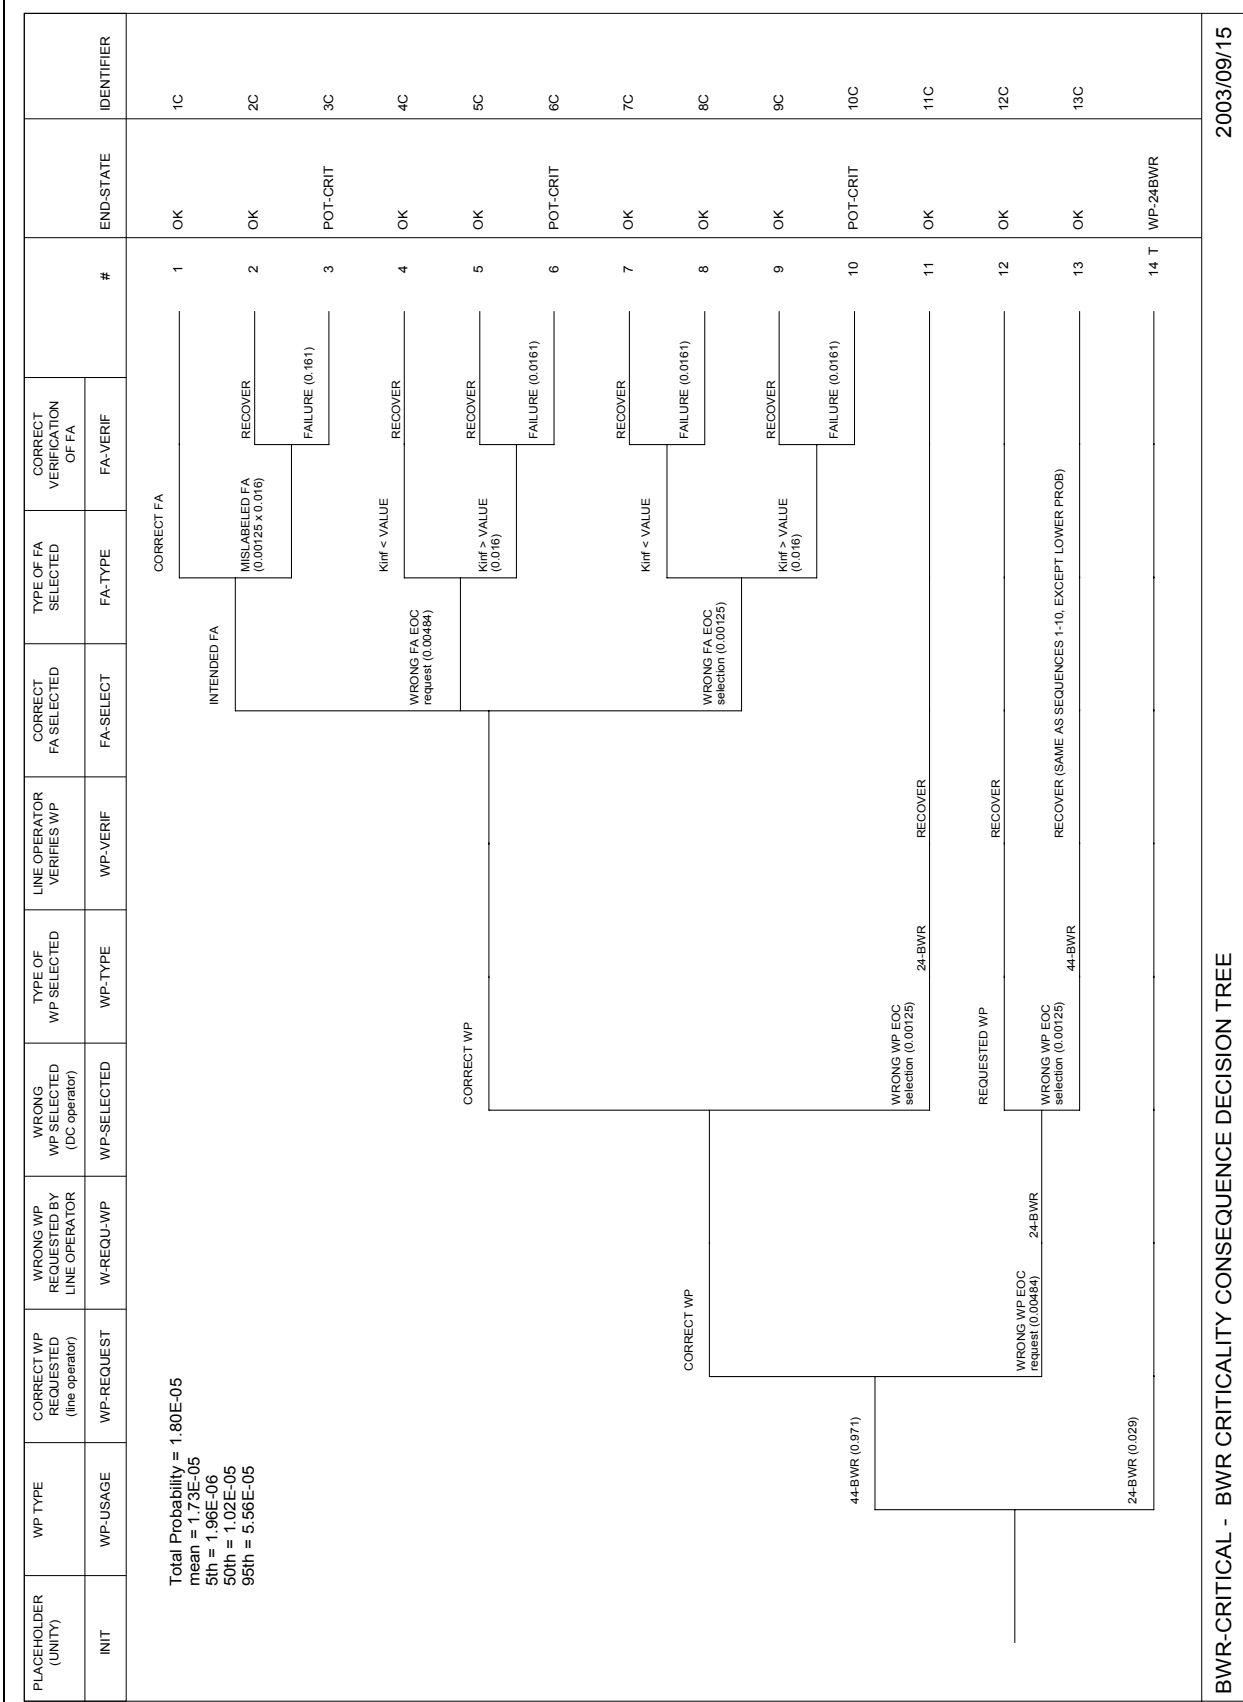 PLACEHOLDER
(UNITY)
WP TYPE
CORRECT WP
REQUESTED
(line operator)
WRONG WP
REQUESTED BY
LINE OPERATOR
WRONG
WP SELECTED
(DC operator)
TYPE OF
WP SELECTED
LINE OPERATOR
VERIFIES WP
CORRECT
FA SELECTED
TYPE OF FA
SELECTED
CORRECT
VERIFICATION
OF FA
INIT
WP-USAGE
WP-REQUEST
W-REQU-WP
WP-SELECTED
WP-TYPE
WP-VERIF
FA-SELECT
FA-TYPE
FA-VERIF
#
END-STATE
IDENTIFIER
Total Probability = 1.80E-05
mean = 1.73E-05
5th = 1.96E-06
50th = 1.02E-05
95th = 5.56E-05
CORRECT FA
1 OK 1C
INTENDED FA
MISLABELED FA
(0.00125 x 0.016)
RECOVER
2 OK 2C
FAILURE (0.161)
3 POT-CRIT 3C
Kinf < VALUE
RECOVER
4 OK 4C
WRONG FA EOC
request (0.00484)
Kinf > VALUE
(0.016)
RECOVER
5 OK 5C
CORRECT WP
FAILURE (0.0161)
6 POT-CRIT 6C
Kinf < VALUE
RECOVER
7 OK 7C
FAILURE (0.0161)
8 OK 8C
WRONG FA EOC
selection (0.00125)
CORRECT WP
Kinf > VALUE
(0.016)
RECOVER
9 OK 9C
FAILURE (0.0161)
10 POT-CRIT 10C
44-BWR (0.971)
WRONG WP EOC
selection (0.00125)
24-BWR
RECOVER
11 OK 11C
REQUESTED WP
RECOVER
12 OK 12C
WRONG WP EOC
request (0.00484)
24-BWR
WRONG WP EOC
selection (0.00125)
44-BWR
RECOVER (SAME AS SEQUENCES 1-10, EXCEPT LOWER PROB)
13 OK 13C
24-BWR (0.029)
14 T WP-24BWR
BWR-CRITICAL - BWR CRITICALITY CONSEQUENCE DECISION TREE
2003/09/15